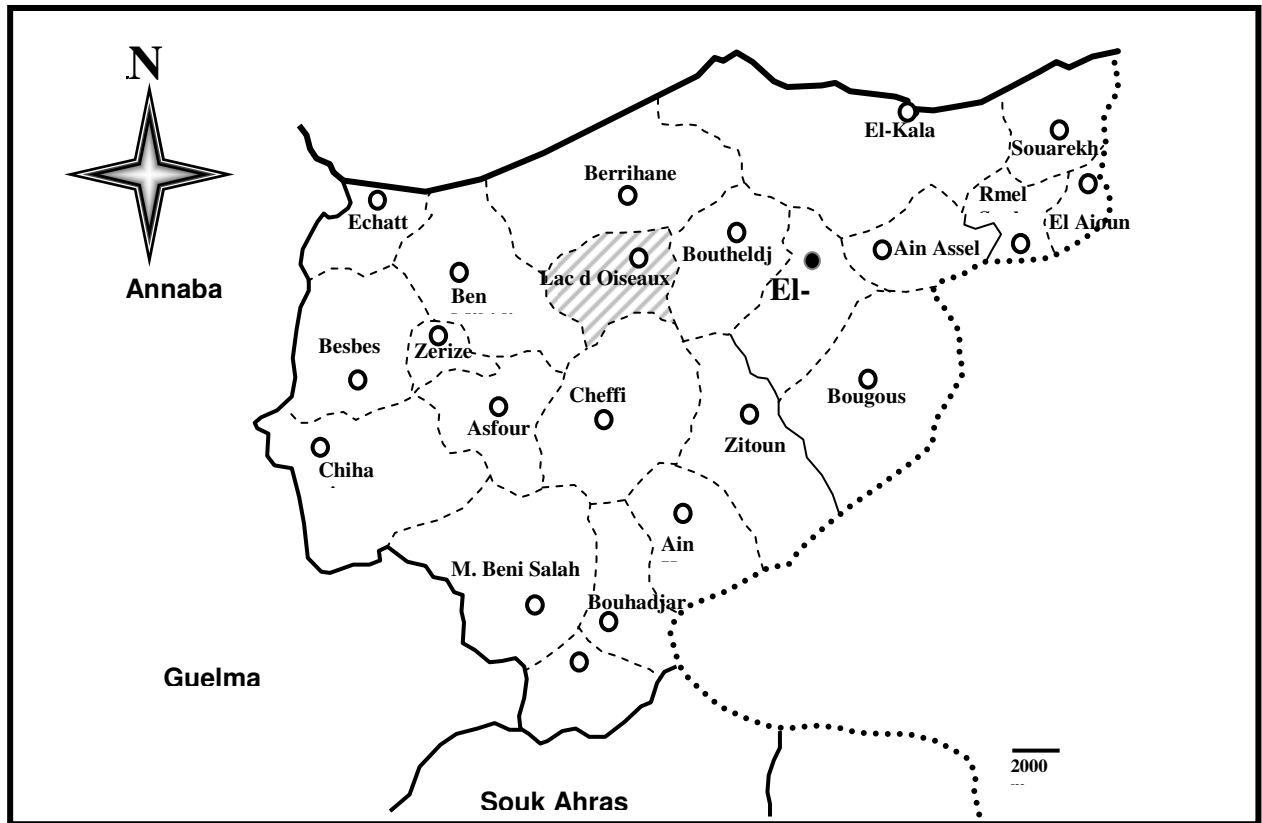 N
El-Kala
Souarekh
Berrihane
Rmel
Echatt
El Aioun
Boutheldj
Ain Assel
Lac d Oiseaux
Annaba
El-
Ben
Besbes
Zerize
Cheffi
Bougous
Asfour
Zitoun
Chiha
Ain
M. Beni Salah
Bouhadjar
Guelma
2000
Souk Ahras